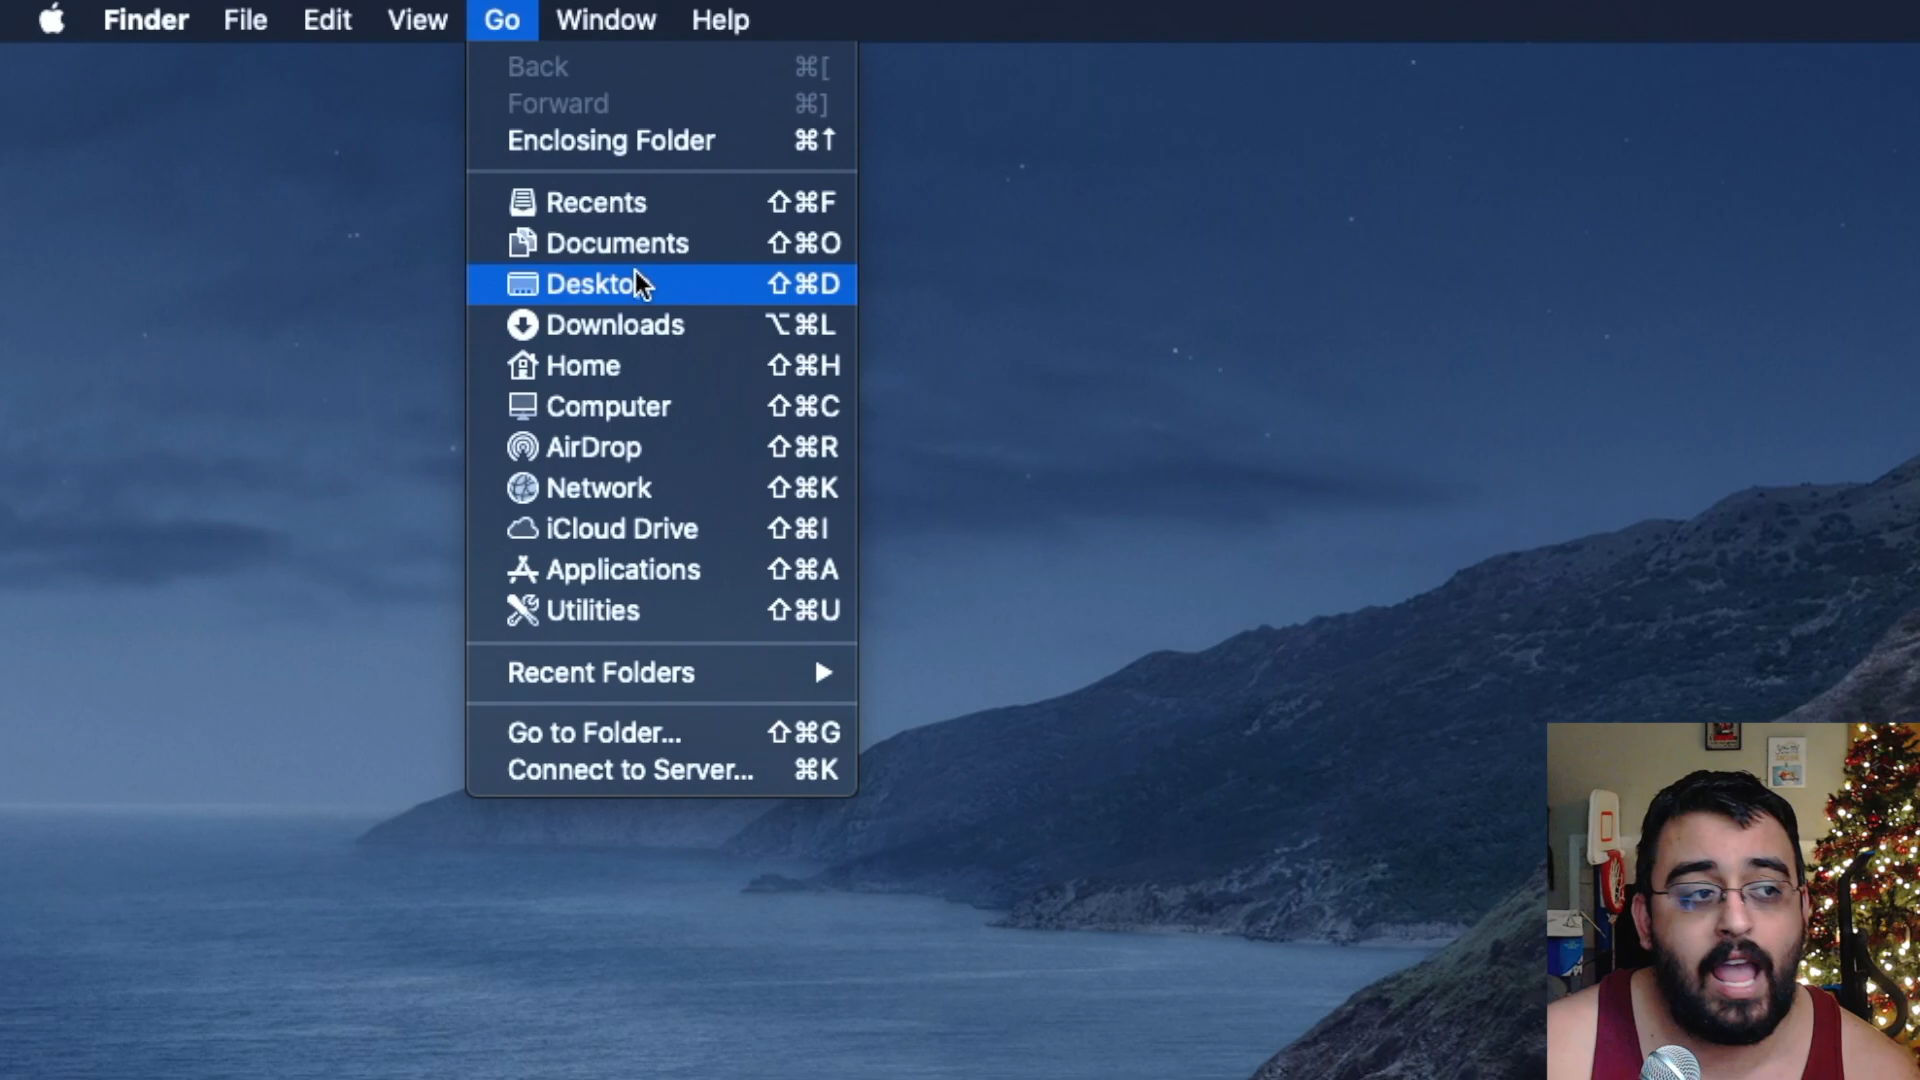 Finder File Edit View Go Window Help
Back ⌘[
Forward ⌘]
Enclosing Folder ⌘↑
Recents ⇧⌘F
Documents ⇧⌘O
Desktop ⇧⌘D
Downloads ⌥⌘L
Home ⇧⌘H
Computer ⇧⌘C
AirDrop ⇧⌘R
Network ⇧⌘K
iCloud Drive ⇧⌘I
Applications ⇧⌘A
Utilities ⇧⌘U
Recent Folders ▶
Go to Folder... ⇧⌘G
Connect to Server... ⌘K